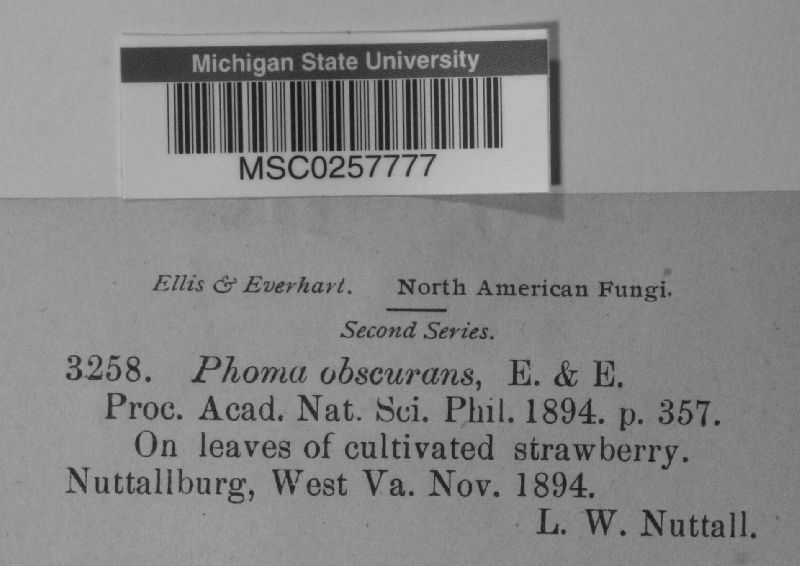 Michigan State University
MSC0257777
Ellis & Everhart. North American Fungi.
Second Series.
3258. Phoma obscurans, E. & E.
Proc. Acad. Nat. Sci. Phil. 1894. p. 357.
On leaves of cultivated strawberry.
Nuttallburg, West Va. Nov. 1894.
L. W. Nuttall.